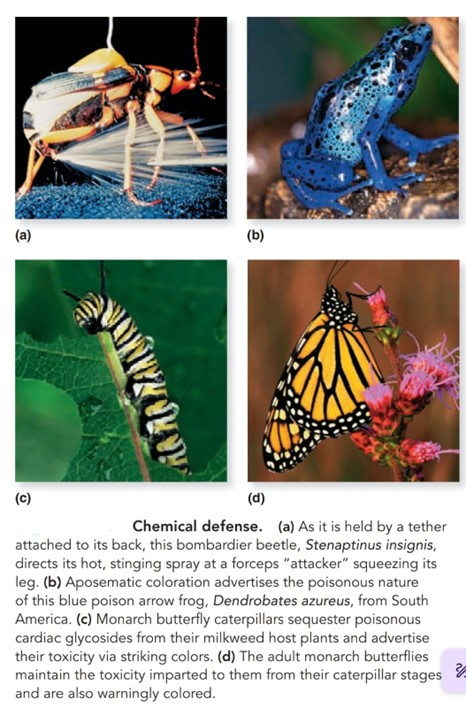 (a)
(b)
(c)
(d)
Chemical defense. (a) As it is held by a tether
attached to its back, this bombardier beetle, Stenaptinus insignis,
directs its hot, stinging spray at a forceps “attacker” squeezing its
leg. (b) Aposematic coloration advertises the poisonous nature
of this blue poison arrow frog, Dendrobates azureus, from South
America. (c) Monarch butterfly caterpillars sequester poisonous
cardiac glycosides from their milkweed host plants and advertise
their toxicity via striking colors. (d) The adult monarch butterflies
maintain the toxicity imparted to them from their caterpillar stages
and are also warningly colored.